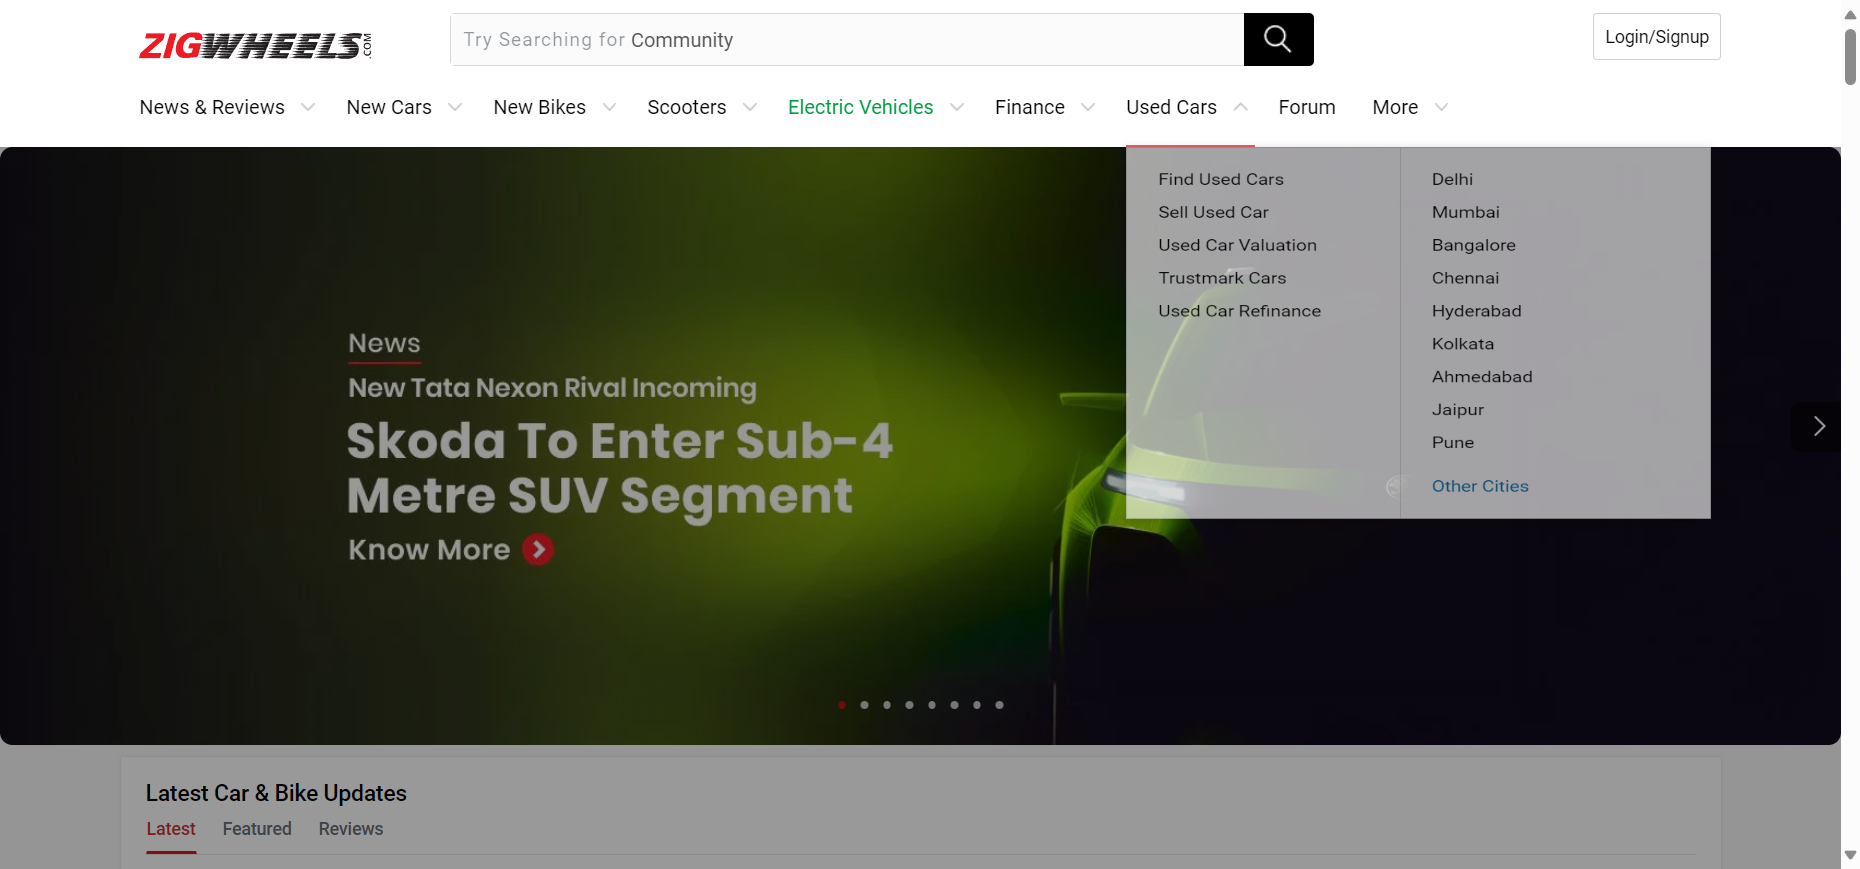 ZIGWHEELS.COM
Try Searching for Community
Login/Signup
News & Reviews New Cars New Bikes Scooters Electric Vehicles Finance Used Cars Forum More
Find Used Cars
Sell Used Car
Used Car Valuation
Trustmark Cars
Used Car Refinance
Delhi
Mumbai
Bangalore
Chennai
Hyderabad
Kolkata
Ahmedabad
Jaipur
Pune
Other Cities
News
New Tata Nexon Rival Incoming
Skoda To Enter Sub-4
Metre SUV Segment
Know More
Latest Car & Bike Updates
Latest Featured Reviews